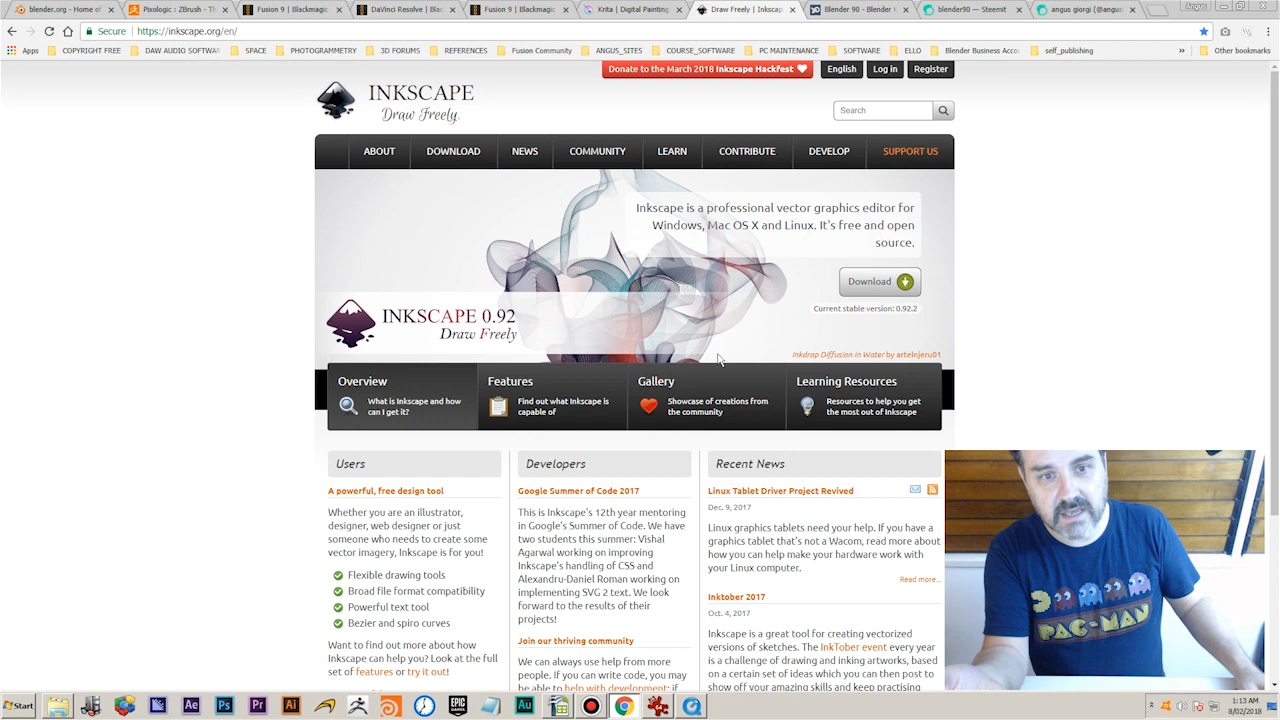 blender.org - Home of
Pixologic : ZBrush - Th
Fusion 9 | Blackmagic
DaVinci Resolve | Blac
Fusion 9 | Blackmagic
Krita | Digital Painting
Draw Freely | Inkscape
Blender 90 - Blender
blender90 — Steemit
angus giorgi (@angus
Angus
Secure
https://inkscape.org/en/
Apps
COPYRIGHT FREE
DAW AUDIO SOFTWAR
SPACE
PHOTOGRAMMETRY
3D FORUMS
REFERENCES
Fusion Community
ANGUS_SITES
COURSE_SOFTWARE
PC MAINTENANCE
SOFTWARE
ELLO
Blender Business Acco
self_publishing
»
Other bookmarks
Donate to the March 2018 Inkscape Hackfest
English
Log in
Register
INKSCAPE
Draw Freely.
Search
ABOUT
DOWNLOAD
NEWS
COMMUNITY
LEARN
CONTRIBUTE
DEVELOP
SUPPORT US
Inkscape is a professional vector graphics editor for
Windows, Mac OS X and Linux. It's free and open
source.
Download
Current stable version: 0.92.2
INKSCAPE 0.92
Draw Freely
Inkdrop Diffusion in Water by artelnjeru01
Overview
What is Inkscape and how
can I get it?
Features
Find out what Inkscape is
capable of
Gallery
Showcase of creations from
the community
Learning Resources
Resources to help you get
the most out of Inkscape
Users
A powerful, free design tool
Whether you are an illustrator,
designer, web designer or just
someone who needs to create some
vector imagery, Inkscape is for you!
Flexible drawing tools
Broad file format compatibility
Powerful text tool
Bezier and spiro curves
Want to find out more about how
Inkscape can help you? Look at the full
set of features or try it out!
Developers
Google Summer of Code 2017
This is Inkscape's 12th year mentoring
in Google's Summer of Code. We have
two students this summer: Vishal
Agarwal working on improving
Inkscape's handling of CSS and
Alexandru-Daniel Roman working on
implementing SVG 2 text. We look
forward to the results of their
projects!
Join our thriving community
We can always use help from more
people. If you can write code, you may
be able to help with development; if
Recent News
Linux Tablet Driver Project Revived
Dec. 9, 2017
Linux graphics tablets need your help. If you have a
graphics tablet that's not a Wacom, read more about
how you can help make your hardware work with
your Linux computer.
Read more...
Inktober 2017
Oct. 4, 2017
Inkscape is a great tool for creating vectorized
versions of sketches. The InkTober event every year
is a challenge of drawing and inking artworks, based
on a certain set of ideas which you can then post to
show off your amazing skills and keep practising
PAC-MAN
Start
Ae
Ps
Pr
Ai
EPIC
GAMES
Au
1:13 AM
8/02/2018